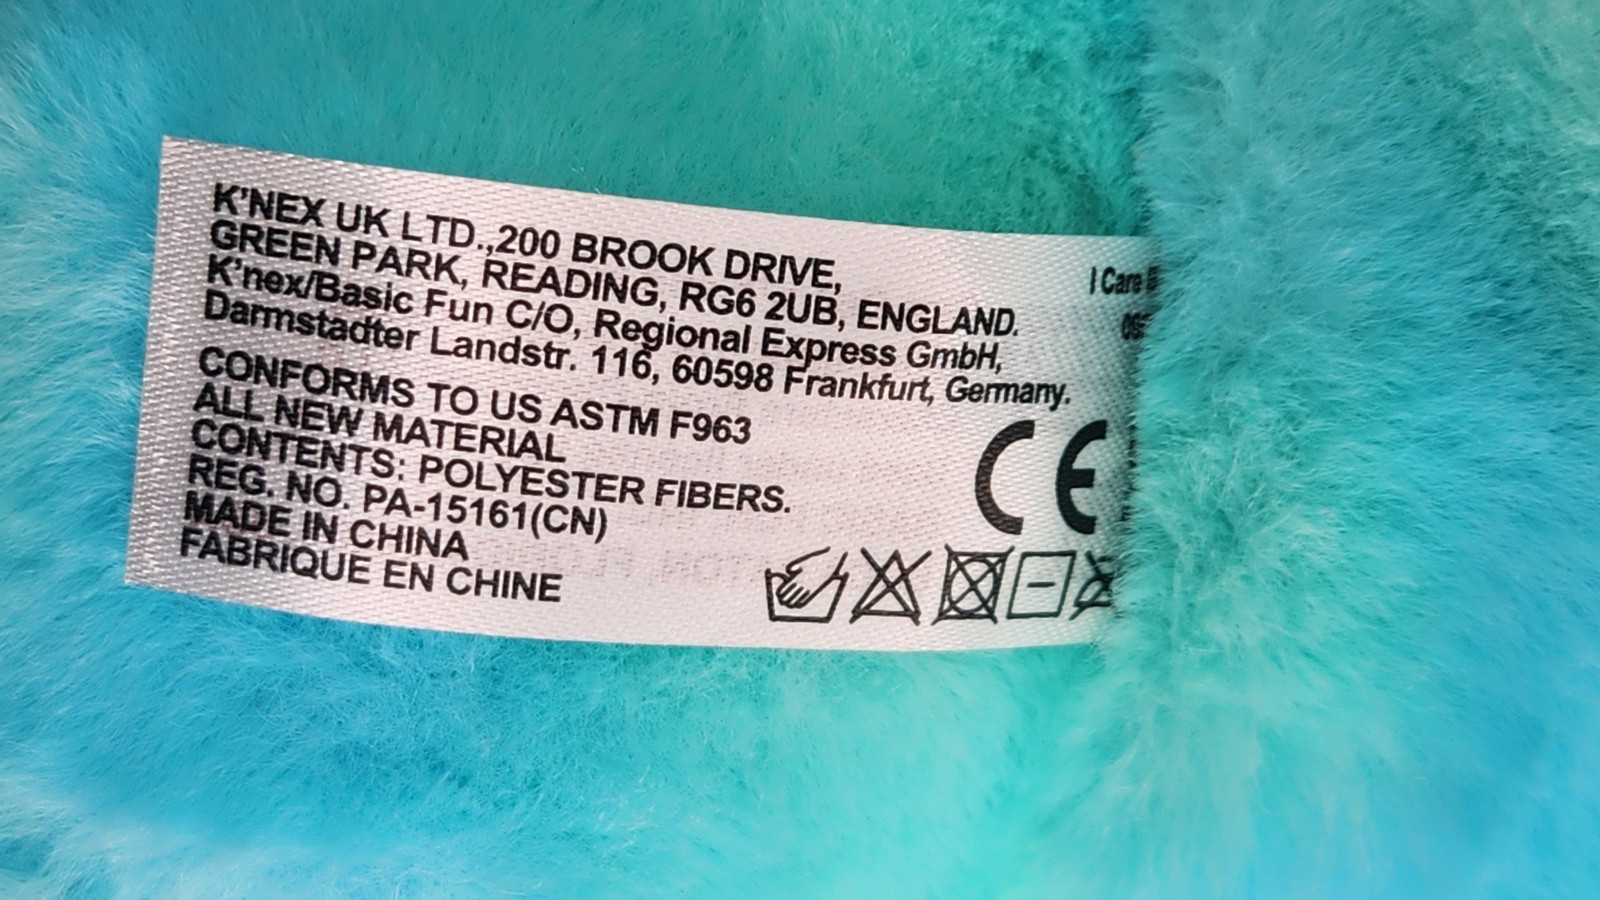 K'NEX UK LTD.,200 BROOK DRIVE,
GREEN PARK, READING, RG6 2UB, ENGLAND.
K'nex/Basic Fun C/O, Regional Express GmbH,
Darmstadter Landstr. 116, 60598 Frankfurt, Germany.
CONFORMS TO US ASTM F963
ALL NEW MATERIAL
CONTENTS: POLYESTER FIBERS.
REG. NO. PA-15161(CN)
MADE IN CHINA
FABRIQUE EN CHINE
I Care
CE